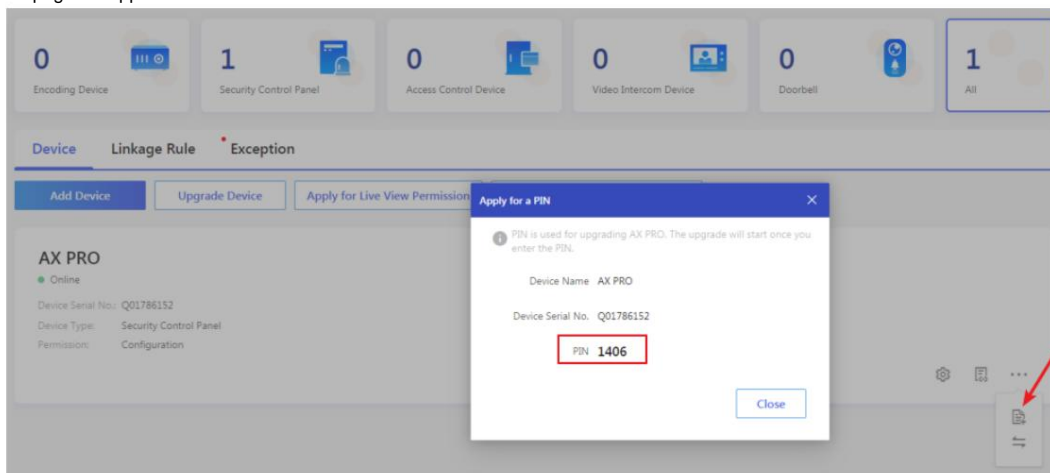 0
Encoding Device
1
Security Control Panel
0
Access Control Device
0
Video Intercom Device
0
Doorbell
1
All
Device Linkage Rule Exception
Add Device
Upgrade Device
Apply for Live View Permission
Apply for a PIN
PIN is used for upgrading AX PRO. The upgrade will start once you
enter the PIN.
Device Name AX PRO
Device Serial No. Q01786152
PIN 1406
Close
AX PRO
Online
Device Serial No.: Q01786152
Device Type: Security Control Panel
Permission: Configuration